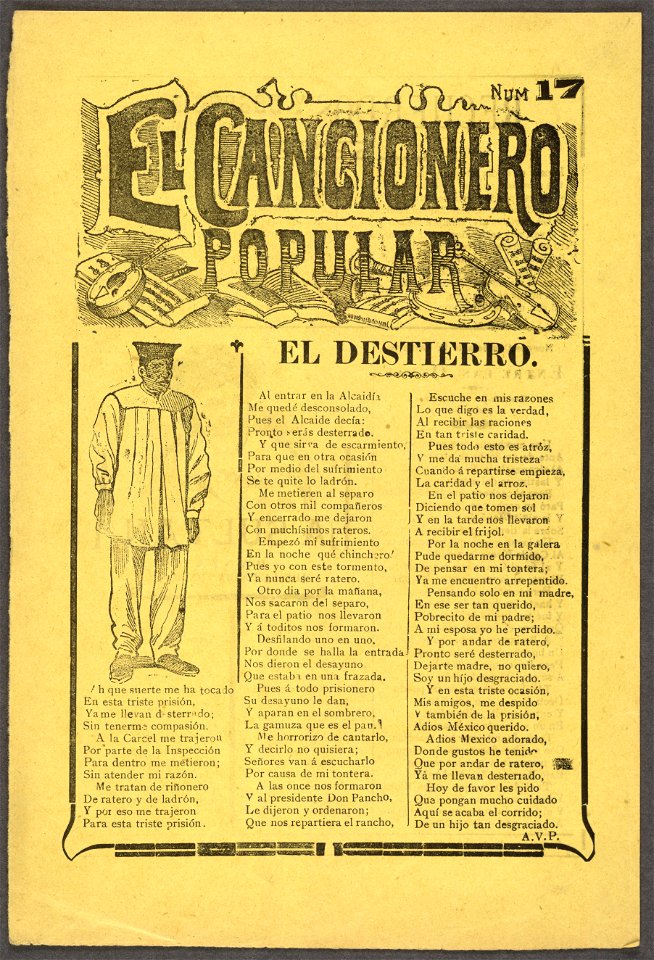 NUM 17
EL CANCIONERO
POPULAR
EL DESTIERRO.
h que suerte me ha tocado
En esta triste prisión,
Ya me llevan desterrado;
Sin tenerme compasión.
A la Carcel me trajeron
Por parte de la Inspección
Para dentro me metieron;
Sin atender mi razón.
Me tratan de riñonero
De ratero y de ladrón,
Y por eso me trajeron
Para esta triste prisión.
Al entrar en la Alcaidía
Me quedé desconsolado,
Pues el Alcaide decía:
Pronto serás desterrado.
Y que sirva de escarmiento,
Para que en otra ocasión
Por medio del sufrimiento
Se te quite lo ladrón.
Me metieren al separo
Con otros mil compañeros
Y encerrado me dejaron
Con muchísimos rateros.
Empezó mi sufrimiento
En la noche qué chinchero!
Pues yo con este tormento,
Ya nunca seré ratero.
Otro dia por la mañana,
Nos sacaron del separo,
Para el patio nos llevaron
Y á toditos nos formaron.
Desfilando uno en uno,
Por donde se halla la entrada
Nos dieron el desayuno
Que estaba en una frazada.
Pues á todo prisionero
Su desayuno le dan,
Y aparan en el sombrero,
La gamuza que es el pan.
Me horrorizo de cantarlo,
Y decirlo no quisiera;
Señores van á escucharlo
Por causa de mi tontera.
A las once nos formaron
Y al presidente Don Pancho,
Le dijeron y ordenaron;
Que nos repartiera el rancho,
Escuche en mis razones
Lo que digo es la verdad,
Al recibir las raciones
En tan triste caridad.
Pues todo esto es atróz,
Y me da mucha tristeza
Cuando á repartirse empieza,
La caridad y el arroz.
En el patio nos dejaron
Diciendo que tomen sol
Y en la tarde nos llevaron
A recibir el frijol.
Por la noche en la galera
Pude quedarme dormido,
De pensar en mi tontera;
Ya me encuentro arrepentido.
Pensando solo en mi madre,
En ese ser tan querido,
Pobrecito de mi padre;
A mi esposa yo he perdido.
Y por andar de ratero,
Pronto seré desterrado,
Dejarte madre, no quiero,
Soy un hijo desgraciado.
Y en esta triste ocasión,
Mis amigos, me despido
Y también de la prisión,
Adios México querido.
Adios Mexico adorado,
Donde gustos he tenido
Que por andar de ratero,
Yá me llevan desterrado,
Hoy de favor les pido
Que pongan mucho cuidado
Aquí se acaba el corrido;
De un hijo tan desgraciado.
A.V.P.